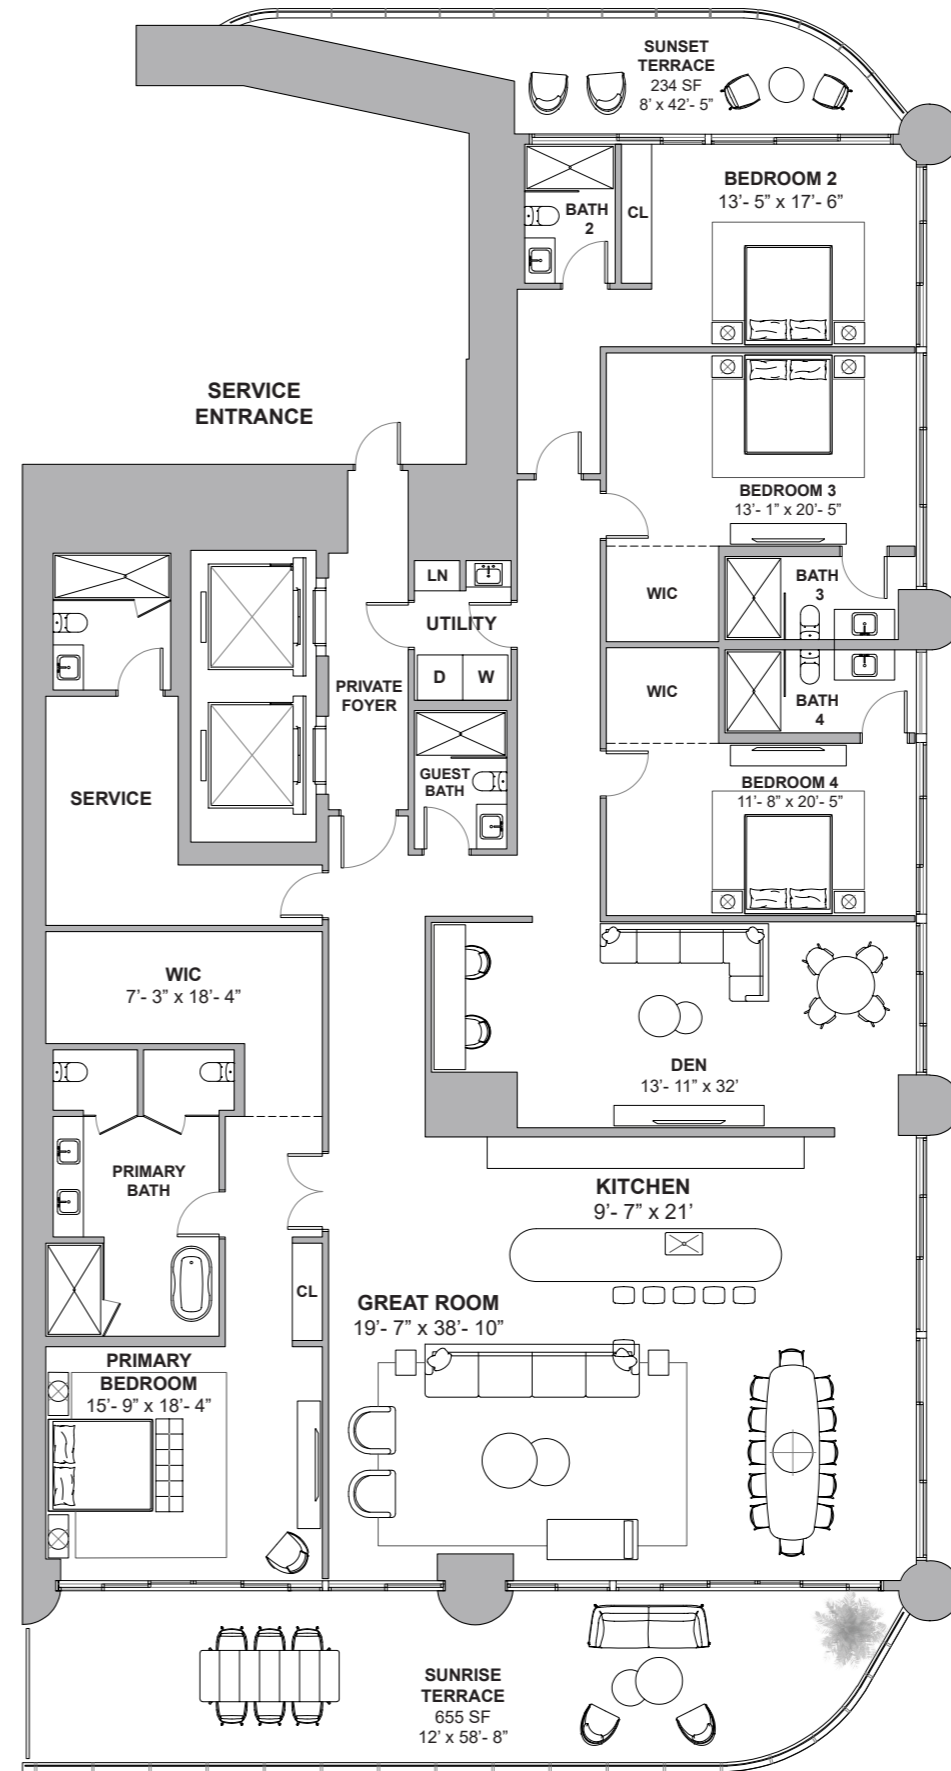 SUNSET
TERRACE
234 SF
8’ x 42’- 5”
BEDROOM 2
13’- 5” x 17’- 6”
BATH
2
CL
SERVICE
ENTRANCE
BEDROOM 3
13’- 1” x 20’- 5”
LN
UTILITY
WIC
BATH
3
D
W
PRIVATE
FOYER
WIC
BATH
4
GUEST
BATH
BEDROOM 4
11’- 8” x 20’- 5”
SERVICE
WIC
7’- 3” x 18’- 4”
DEN
13’- 11” x 32’
PRIMARY
BATH
KITCHEN
9’- 7” x 21’
CL
GREAT ROOM
19’- 7” x 38’- 10”
PRIMARY
BEDROOM
15’- 9” x 18’- 4”
SUNRISE
TERRACE
655 SF
12’ x 58’- 8”